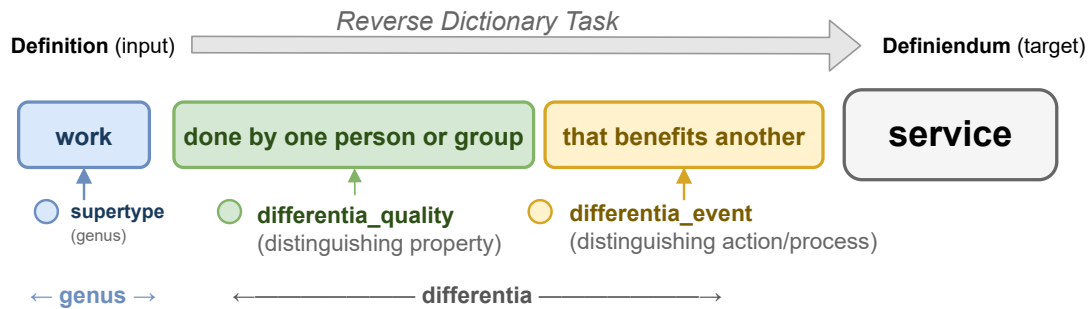 Reverse Dictionary Task
Definition (input)
Definiendum (target)
work
done by one person or group
that benefits another
service
supertype
(genus)
differentia_quality
(distinguishing property)
differentia_event
(distinguishing action/process)
← genus →
←—————— differentia ——————→